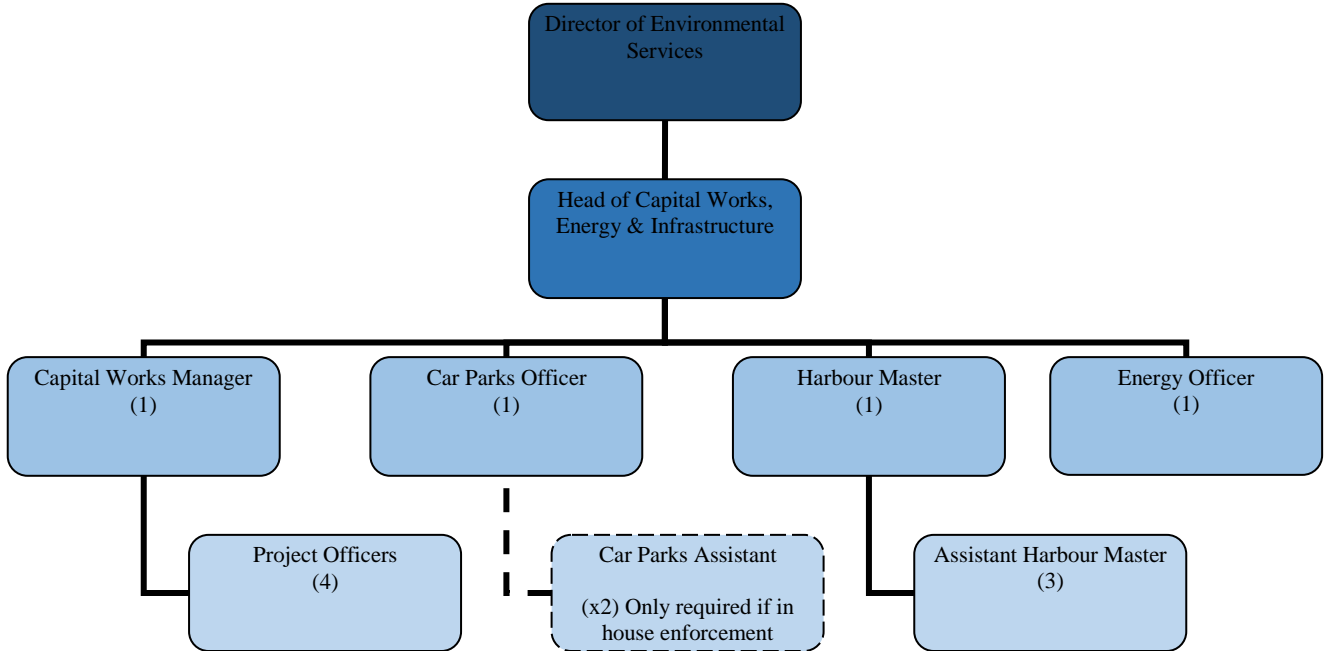 Director of Environmental
Services
Head of Capital Works,
Energy & Infrastructure
Capital Works Manager
(1)
Car Parks Officer
(1)
Harbour Master
(1)
Energy Officer
(1)
Project Officers
(4)
Car Parks Assistant
(x2) Only required if in
house enforcement
Assistant Harbour Master
(3)